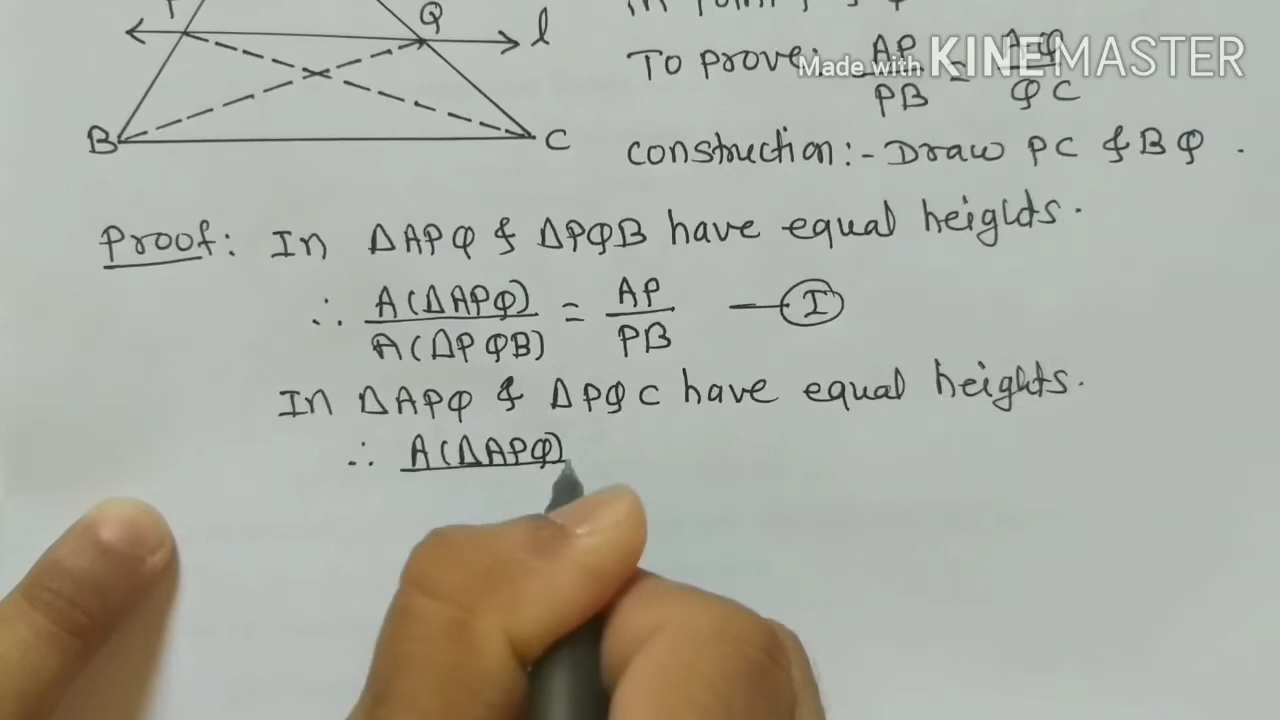 Q l
To prove: AP/PB = AQ/QC
Made with KINEMASTER
B C
construction:- Draw PC & BQ.
Proof: In ΔAPQ & ΔPQB have equal heights.
∴ A(ΔAPQ)/A(ΔPQB) = AP/PB — I
In ΔAPQ & ΔPQC have equal heights.
∴ A(ΔAPQ)